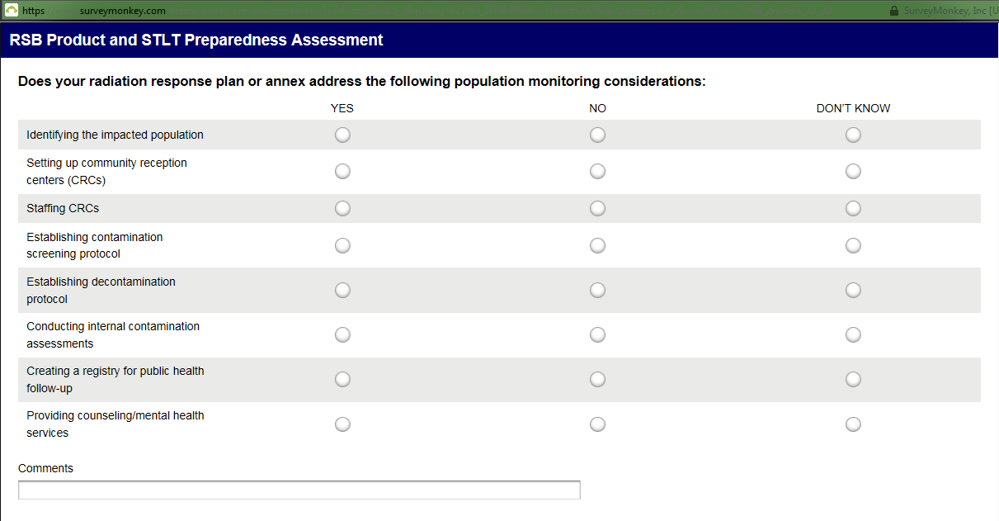 https surveymonkey.com SurveyMonkey, Inc [U
RSB Product and STLT Preparedness Assessment
Does your radiation response plan or annex address the following population monitoring considerations:
YES NO DON'T KNOW
Identifying the impacted population
Setting up community reception
centers (CRCs)
Staffing CRCs
Establishing contamination
screening protocol
Establishing decontamination
protocol
Conducting internal contamination
assessments
Creating a registry for public health
follow-up
Providing counseling/mental health
services
Comments